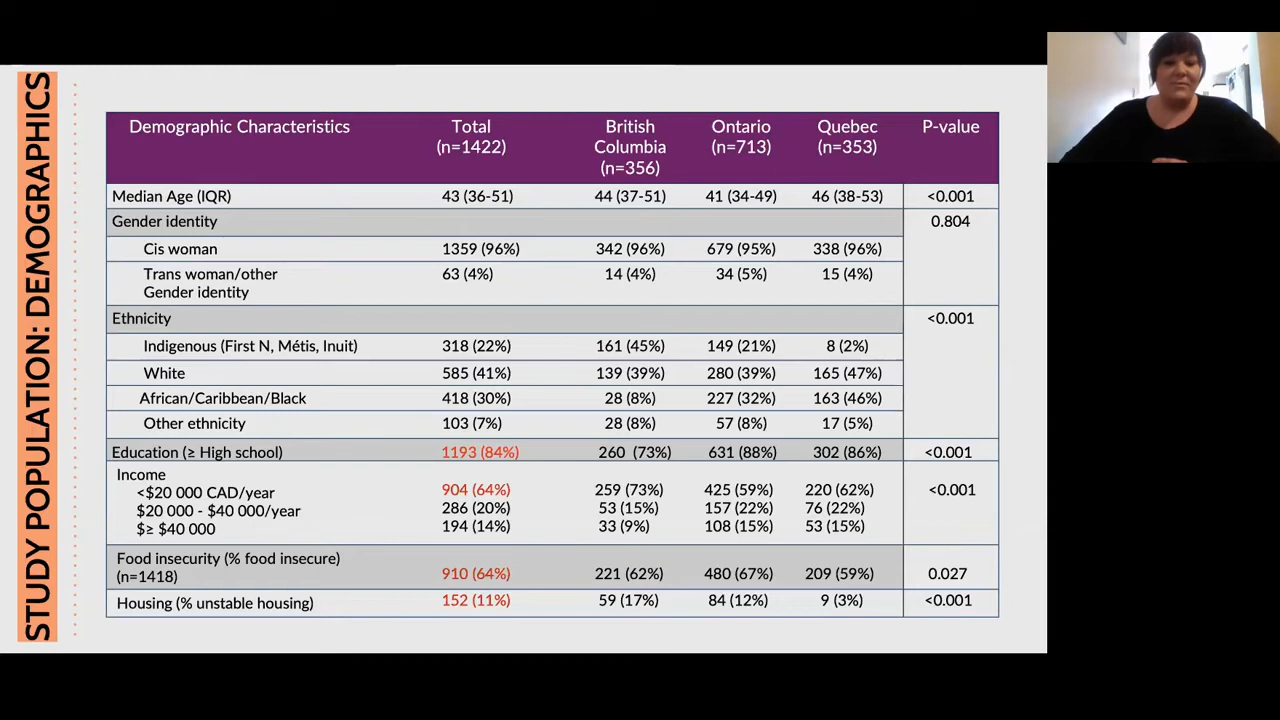 STUDY POPULATION: DEMOGRAPHICS
Demographic Characteristics Total (n=1422) British Columbia (n=356) Ontario (n=713) Quebec (n=353) P-value
Median Age (IQR) 43 (36-51) 44 (37-51) 41 (34-49) 46 (38-53) <0.001
Gender identity 0.804
Cis woman 1359 (96%) 342 (96%) 679 (95%) 338 (96%)
Trans woman/other 63 (4%) 14 (4%) 34 (5%) 15 (4%)
Gender identity
Ethnicity <0.001
Indigenous (First N, Métis, Inuit) 318 (22%) 161 (45%) 149 (21%) 8 (2%)
White 585 (41%) 139 (39%) 280 (39%) 165 (47%)
African/Caribbean/Black 418 (30%) 28 (8%) 227 (32%) 163 (46%)
Other ethnicity 103 (7%) 28 (8%) 57 (8%) 17 (5%)
Education (≥ High school) 1193 (84%) 260 (73%) 631 (88%) 302 (86%) <0.001
Income
<$20 000 CAD/year 904 (64%) 259 (73%) 425 (59%) 220 (62%) <0.001
$20 000 - $40 000/year 286 (20%) 53 (15%) 157 (22%) 76 (22%)
$≥ $40 000 194 (14%) 33 (9%) 108 (15%) 53 (15%)
Food insecurity (% food insecure)
(n=1418) 910 (64%) 221 (62%) 480 (67%) 209 (59%) 0.027
Housing (% unstable housing) 152 (11%) 59 (17%) 84 (12%) 9 (3%) <0.001